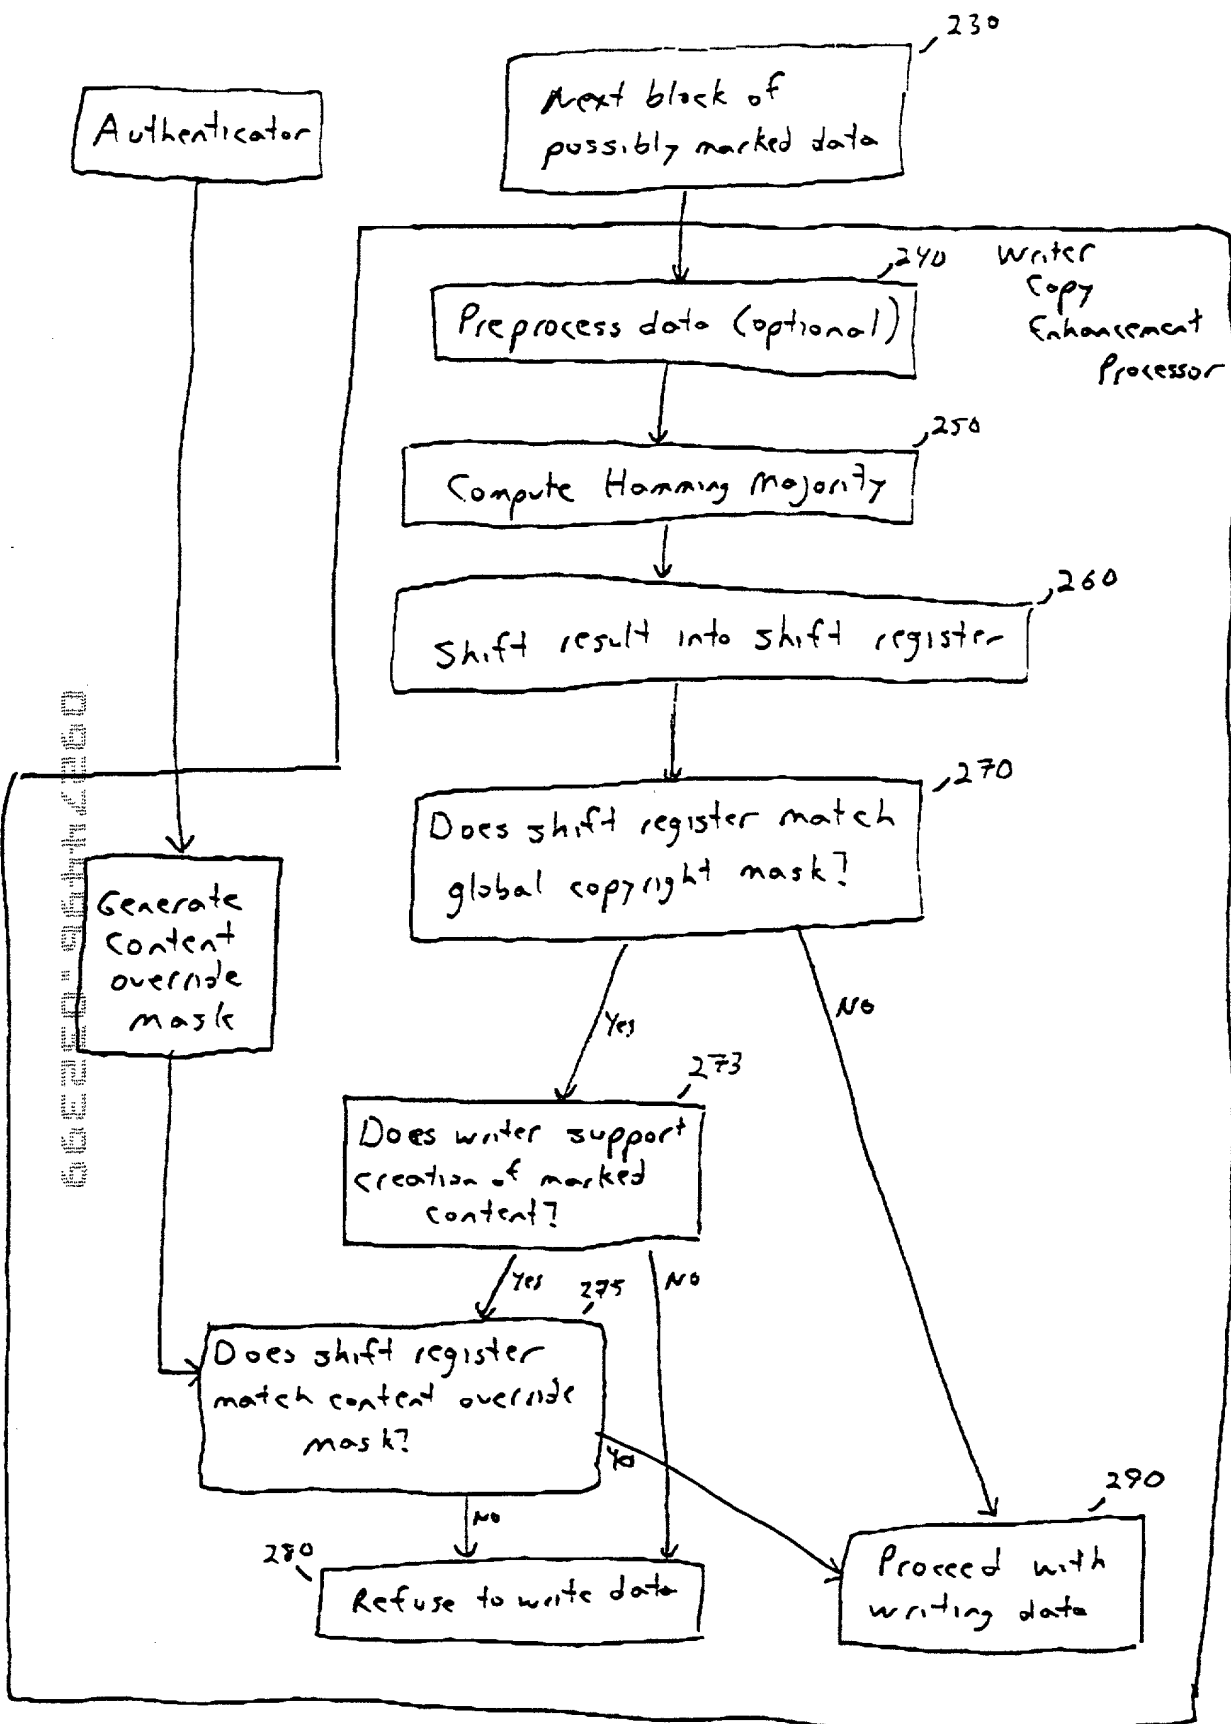 230
Next block of
possibly marked data
Authenticator
240
Writer
Copy
Enhancement
Processor
Preprocess data (optional)
250
Compute Hamming Majority
260
Shift result into shift register
270
Does shift register match
global copyright mask?
Generate
content
override
mask
Yes
No
273
Does writer support
creation of marked
content?
Yes
No
275
Does shift register
match content override
mask?
No
280
Refuse to write data
290
Proceed with
writing data